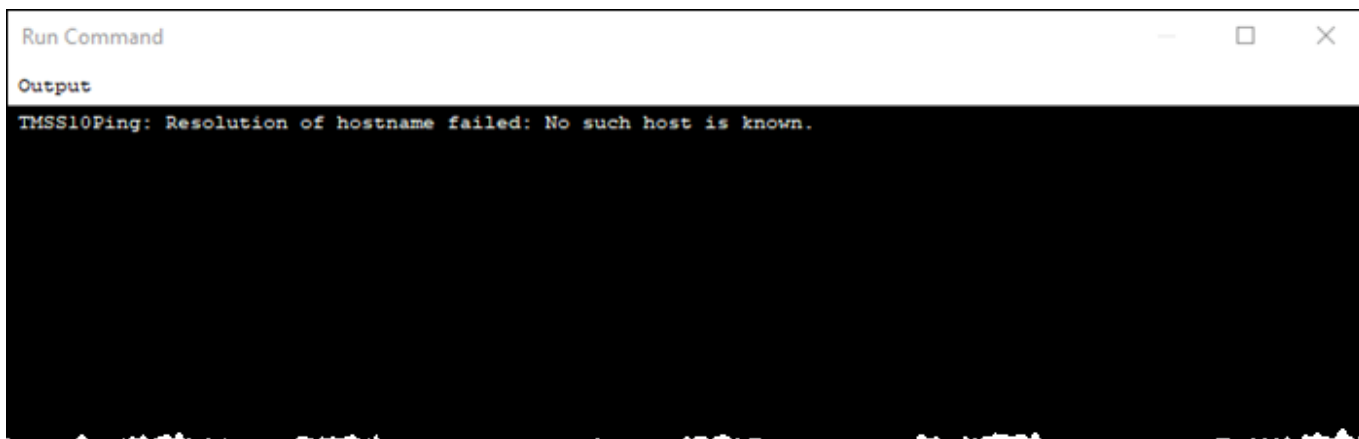 Run Command
Output
TMSS10Ping: Resolution of hostname failed: No such host is known.